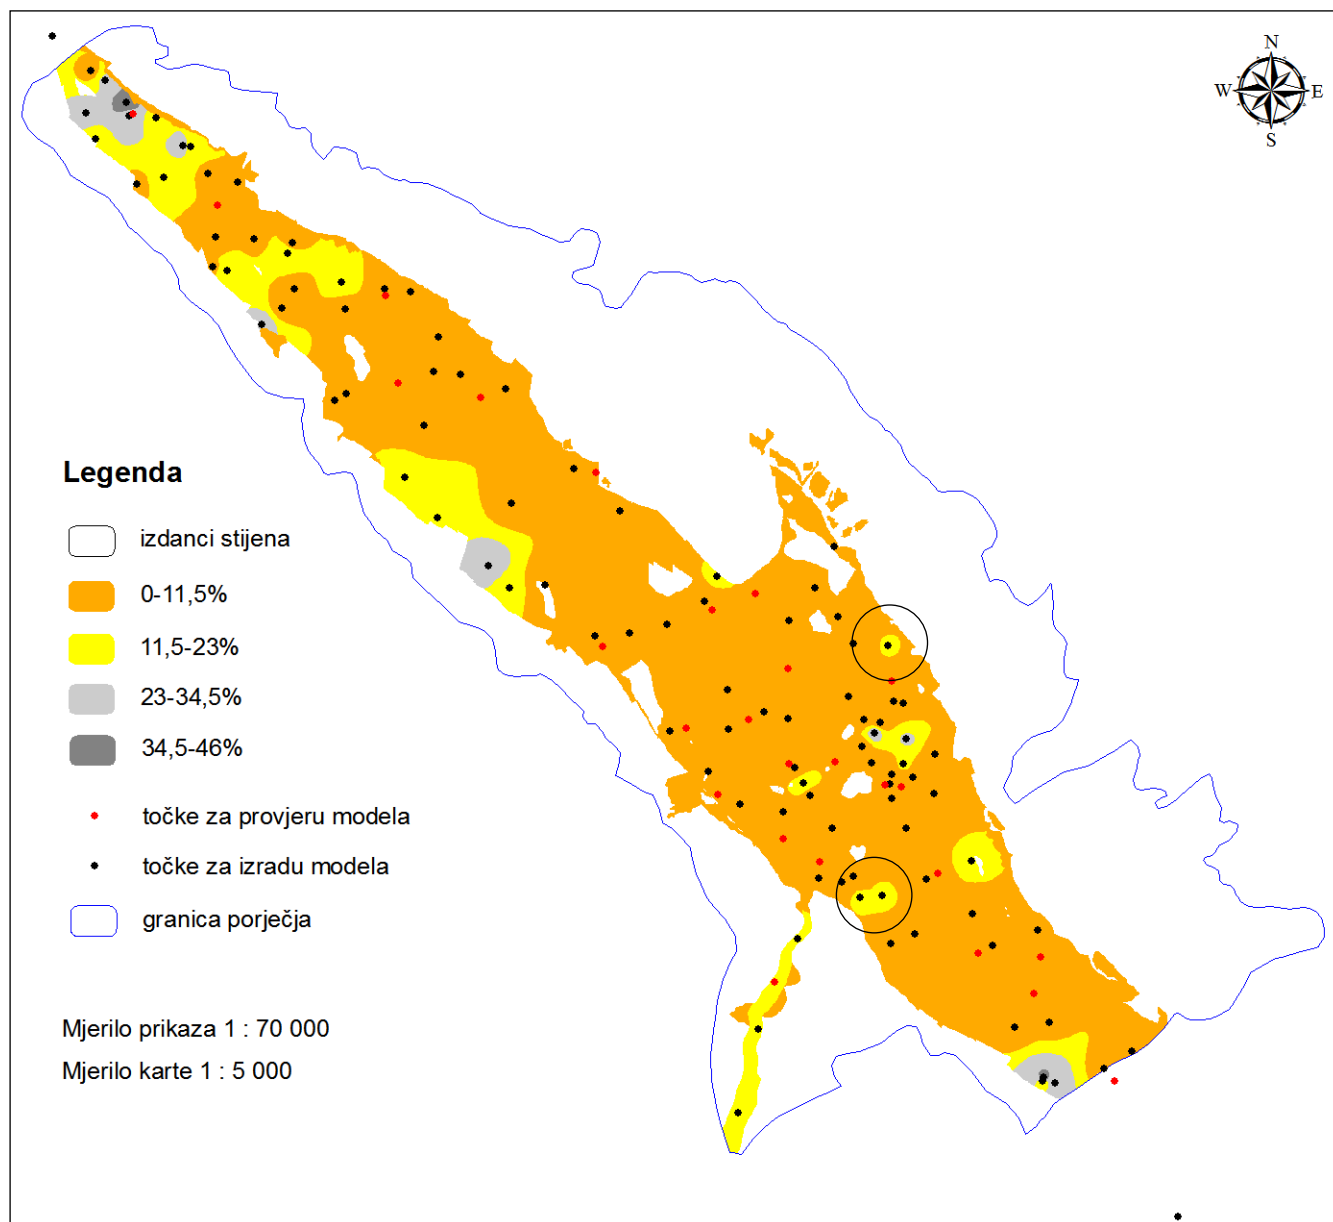 N
W E
S
Legenda
izdanci stijena
0-11,5%
11,5-23%
23-34,5%
34,5-46%
točke za provjeru modela
točke za izradu modela
granica porječja
Mjerilo prikaza 1 : 70 000
Mjerilo karte 1 : 5 000